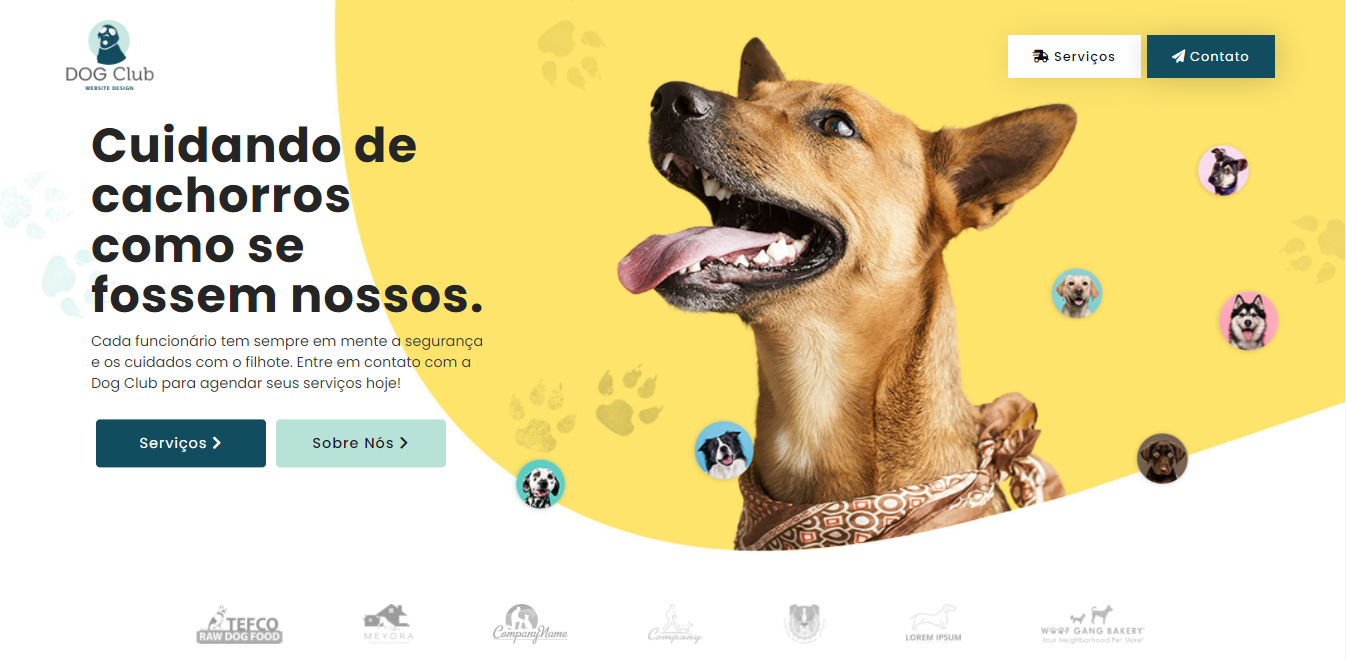 DOG Club
WEBSITE DESIGN
Serviços
Contato
Cuidando de
cachorros
como se
fossem nossos.
Cada funcionário tem sempre em mente a segurança
e os cuidados com o filhote. Entre em contato com a
Dog Club para agendar seus serviços hoje!
Serviços
Sobre Nós
TEFCO
RAW DOG FOOD
MEYORA
CompanyName
Company
LOREM IPSUM
WOOF GANG BAKERY
Your Neighborhood Pet Store